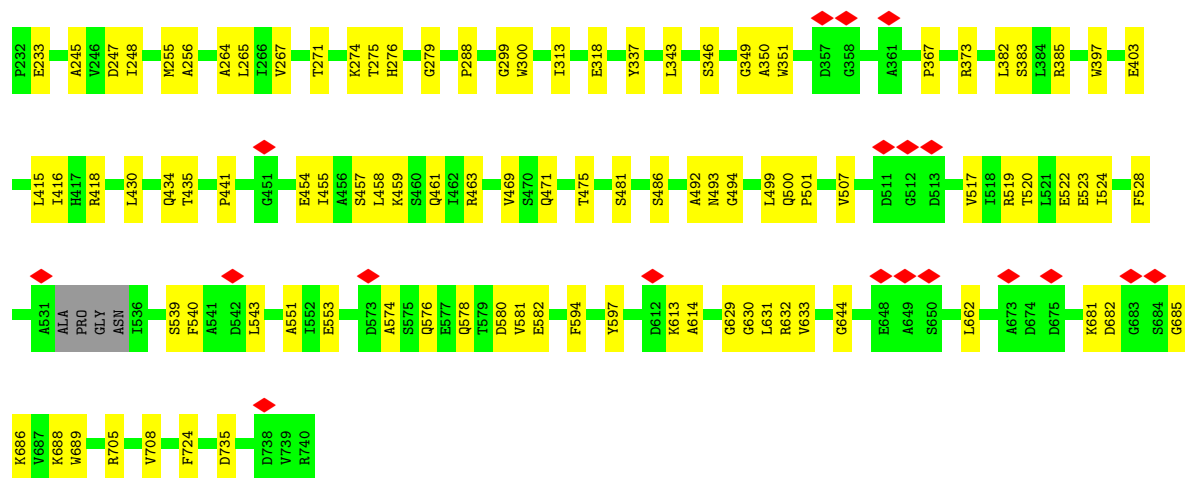 P232 E233 A245 V246 D247 I248 M255 A256 A264 L265 I266 V267 T271 K274 T275 H276 G279 P288 G299 W300 I313 E318 Y337 L343 S346 G349 A350 W351 D357 G358 A361 P367 R373 L382 S383 L384 R385 W397 E403
L415 I416 H417 R418 L430 Q434 T435 P441 G451 E454 I455 A456 S457 L458 K459 S460 Q461 I462 R463 V469 S470 Q471 T475 S481 S486 A492 N493 G494 L499 Q500 P501 V507 D511 G512 D513 V517 I518 R519 T520 L521 E522 E523 I524 F528
A531 ALA PRO GLY ASN I536 S539 F540 A541 D542 L543 A551 I552 E553 D573 A574 S575 Q576 E577 Q578 T579 D580 V581 E582 F594 Y597 D612 K613 A614 G629 G630 L631 R632 V633 G644 E648 A649 S650 L662 A673 D674 D675 K681 D682 G683 S684 G685
K686 V687 K688 W689 R705 V708 F724 D735 D738 V739 R740